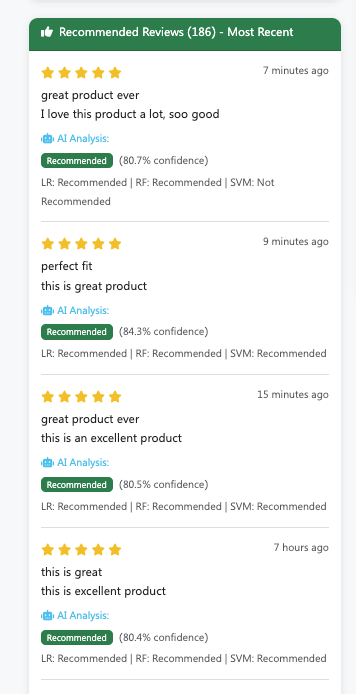 Recommended Reviews (186) - Most Recent
7 minutes ago
great product ever
I love this product a lot, soo good
AI Analysis:
Recommended (80.7% confidence)
LR: Recommended | RF: Recommended | SVM: Not
Recommended
9 minutes ago
perfect fit
this is great product
AI Analysis:
Recommended (84.3% confidence)
LR: Recommended | RF: Recommended | SVM: Recommended
15 minutes ago
great product ever
this is an excellent product
AI Analysis:
Recommended (80.5% confidence)
LR: Recommended | RF: Recommended | SVM: Recommended
7 hours ago
this is great
this is excellent product
AI Analysis:
Recommended (80.4% confidence)
LR: Recommended | RF: Recommended | SVM: Recommended